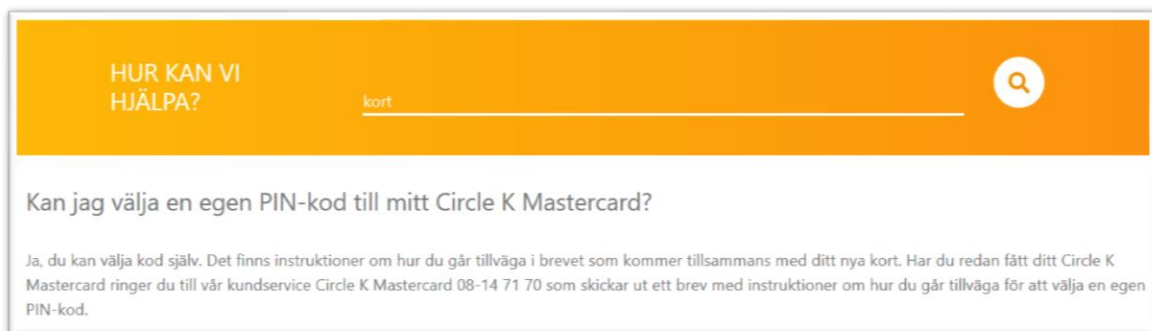 HUR KAN VI
HJÄLPA?
kort
Kan jag välja en egen PIN-kod till mitt Circle K Mastercard?
Ja, du kan välja kod själv. Det finns instruktioner om hur du går tillväga i brevet som kommer tillsammans med ditt nya kort. Har du redan fått ditt Circle K
Mastercard ringer du till vår kundservice Circle K Mastercard 08-14 71 70 som skickar ut ett brev med instruktioner om hur du går tillväga för att välja en egen
PIN-kod.